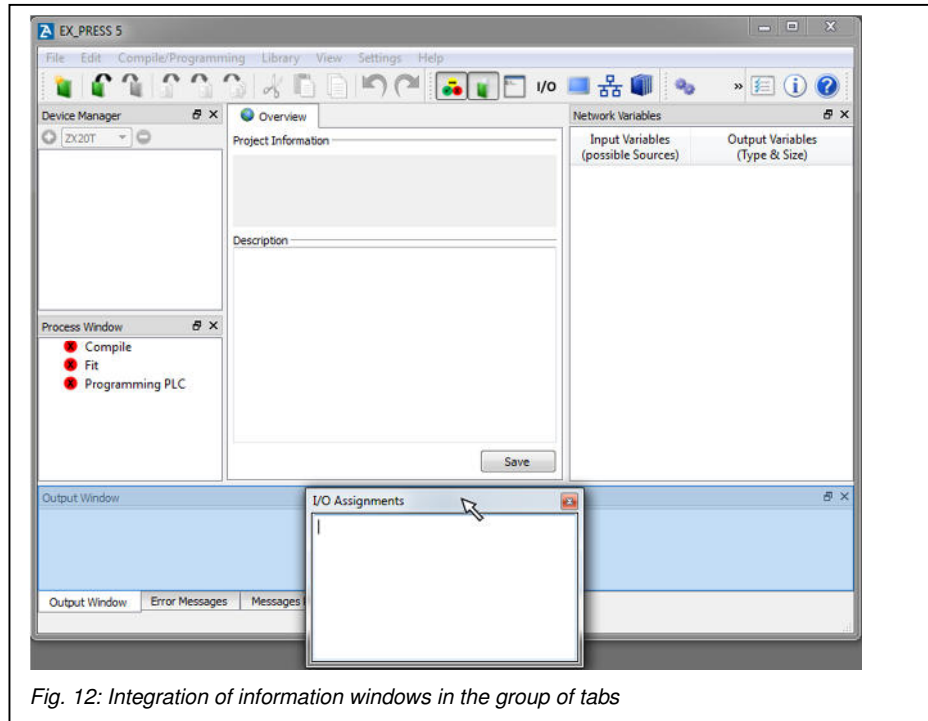 EX_PRESS 5
File Edit Compile/Programming Library View Settings Help
I/O
»
Device Manager
ZX20T
Overview
Project Information
Description
Save
Network Variables
Input Variables
(possible Sources)
Output Variables
(Type & Size)
Process Window
Compile
Fit
Programming PLC
Output Window
I/O Assignments
Output Window Error Messages Messages
Fig. 12: Integration of information windows in the group of tabs